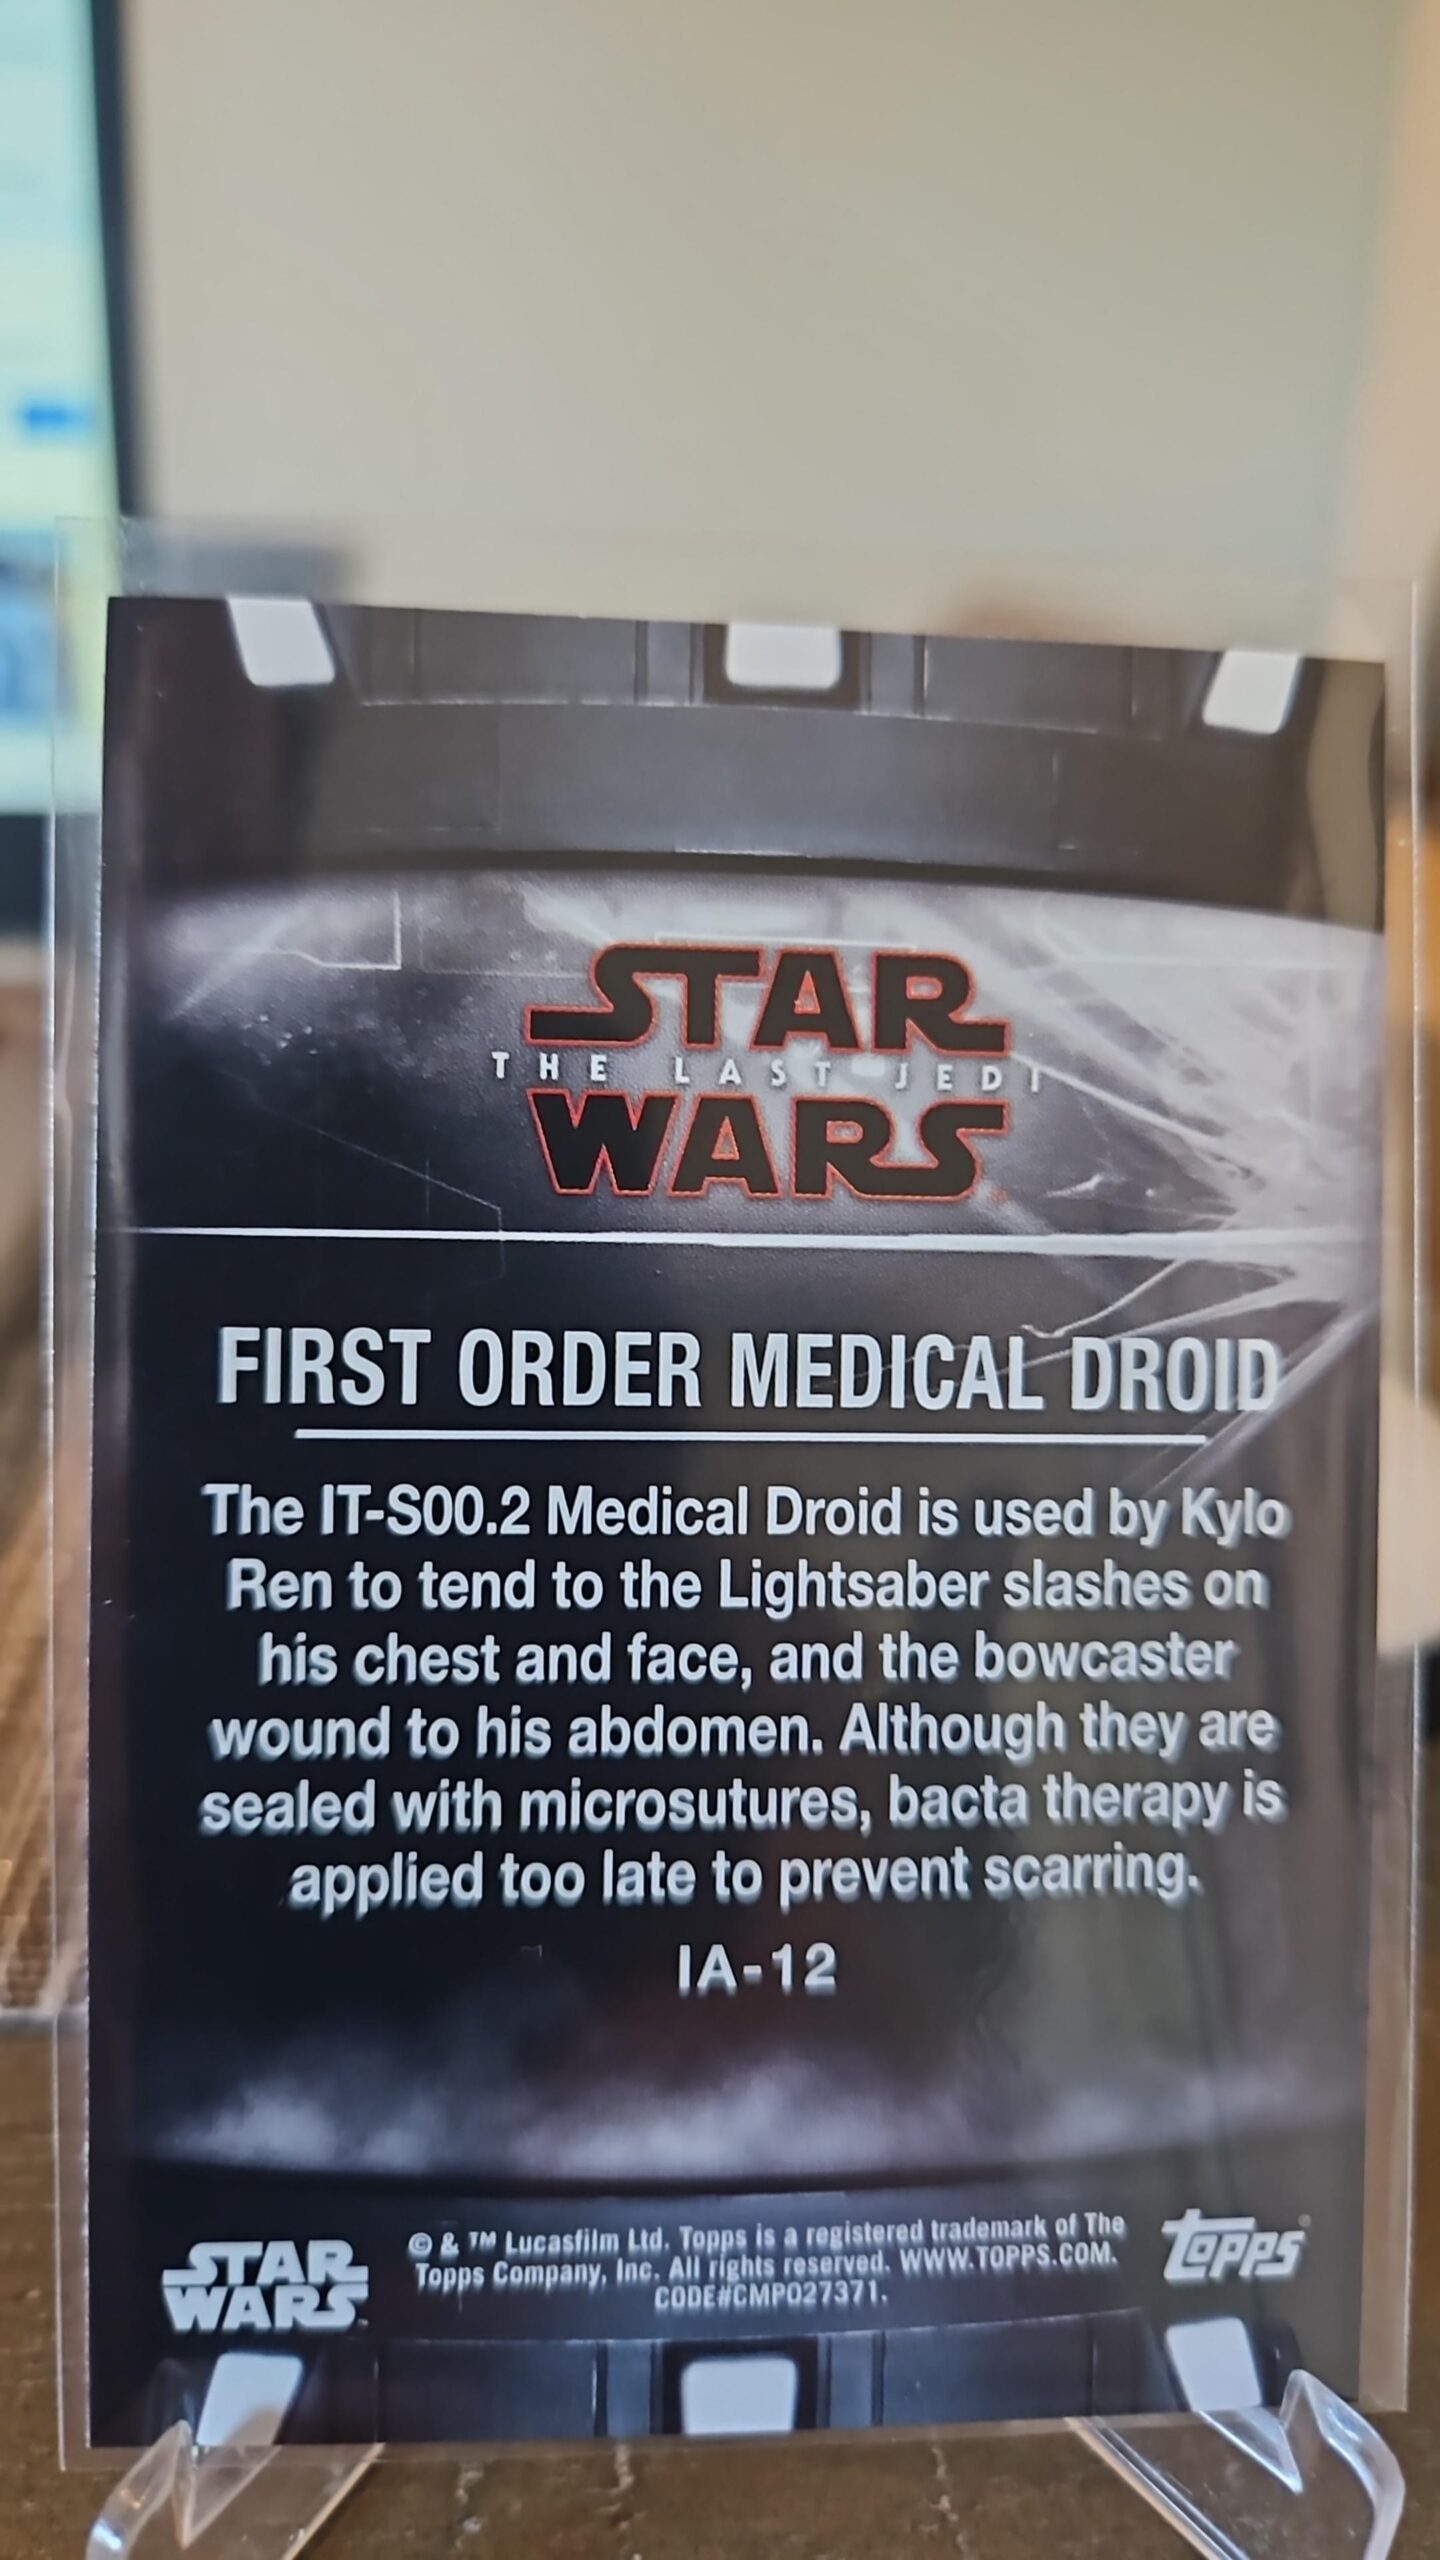 STAR
THE LAST JEDI
WARS
FIRST ORDER MEDICAL DROID
The IT-S00.2 Medical Droid is used by Kylo
Ren to tend to the Lightsaber slashes on
his chest and face, and the bowcaster
wound to his abdomen. Although they are
sealed with microsutures, bacta therapy is
applied too late to prevent scarring.
IA-12
STAR
WARS
© & ™ Lucasfilm Ltd. Topps is a registered trademark of The
Topps Company, Inc. All rights reserved. WWW.TOPPS.COM.
CODE#CMP027371.
TOPPS